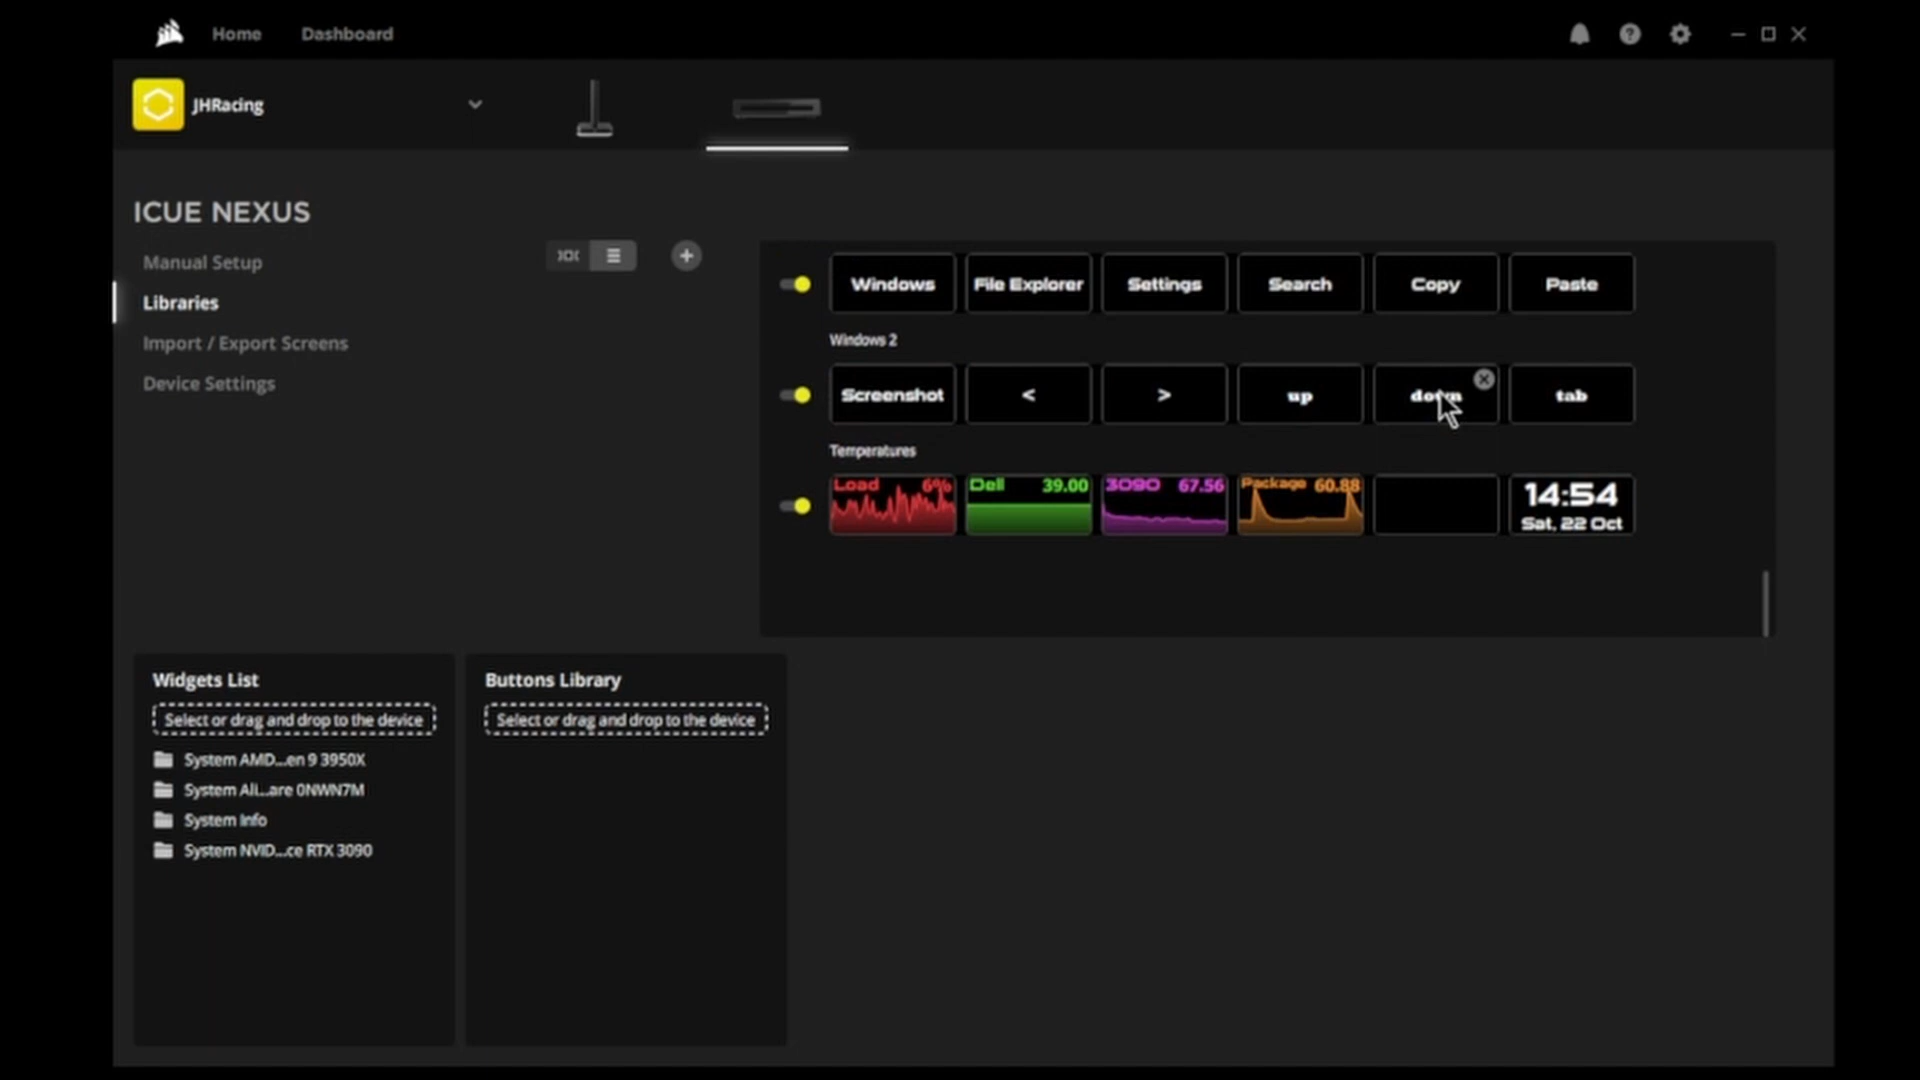 Home Dashboard
JHRacing
ICUE NEXUS
Manual Setup
Libraries
Import / Export Screens
Device Settings
Windows File Explorer Settings Search Copy Paste
Windows 2
Screenshot < > up down tab
Temperatures
Load 6% Dell 39.00 3090 67.56 Package 60.88 14:54
Sat, 22 Oct
Widgets List
Select or drag and drop to the device
System AMD...en 9 3950X
System Ali...are 0NWN7M
System Info
System NVID...ce RTX 3090
Buttons Library
Select or drag and drop to the device